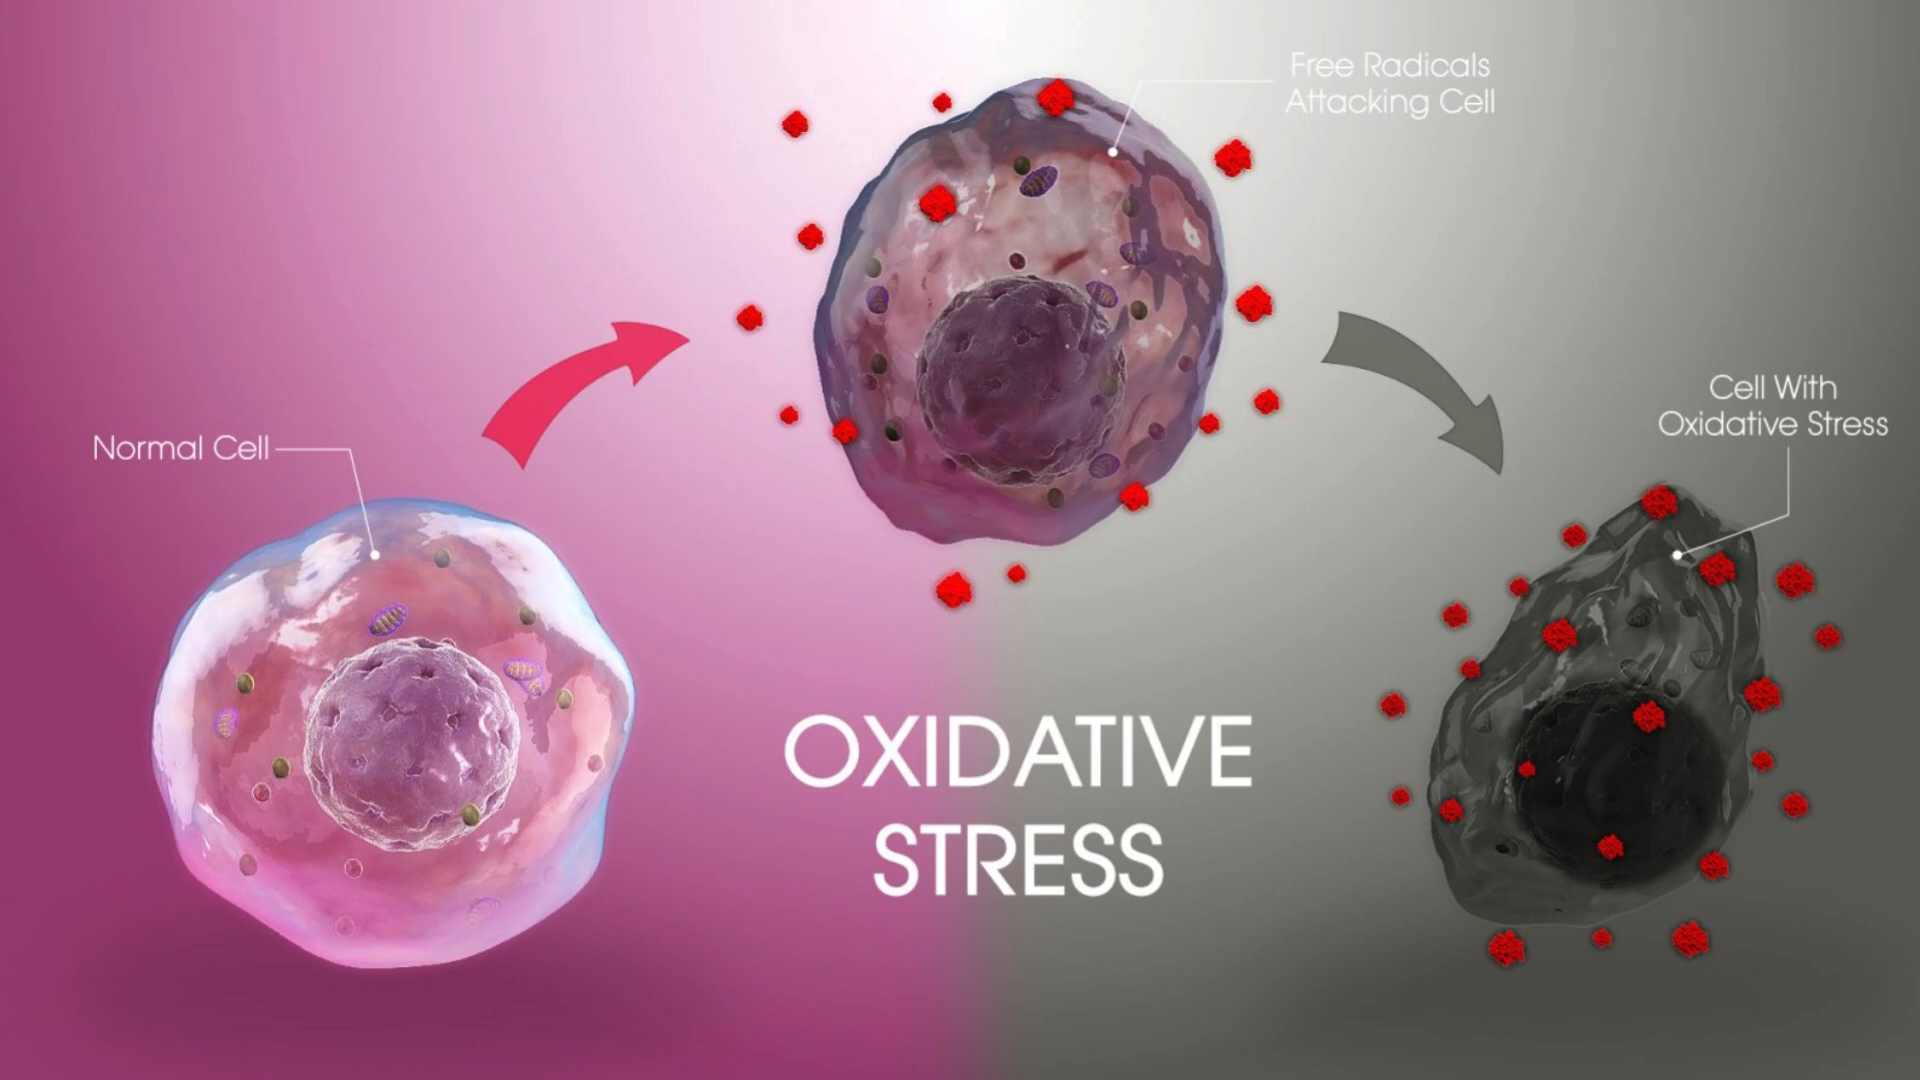 Free Radicals
Attacking Cell
Normal Cell
Cell With
Oxidative Stress
OXIDATIVE
STRESS